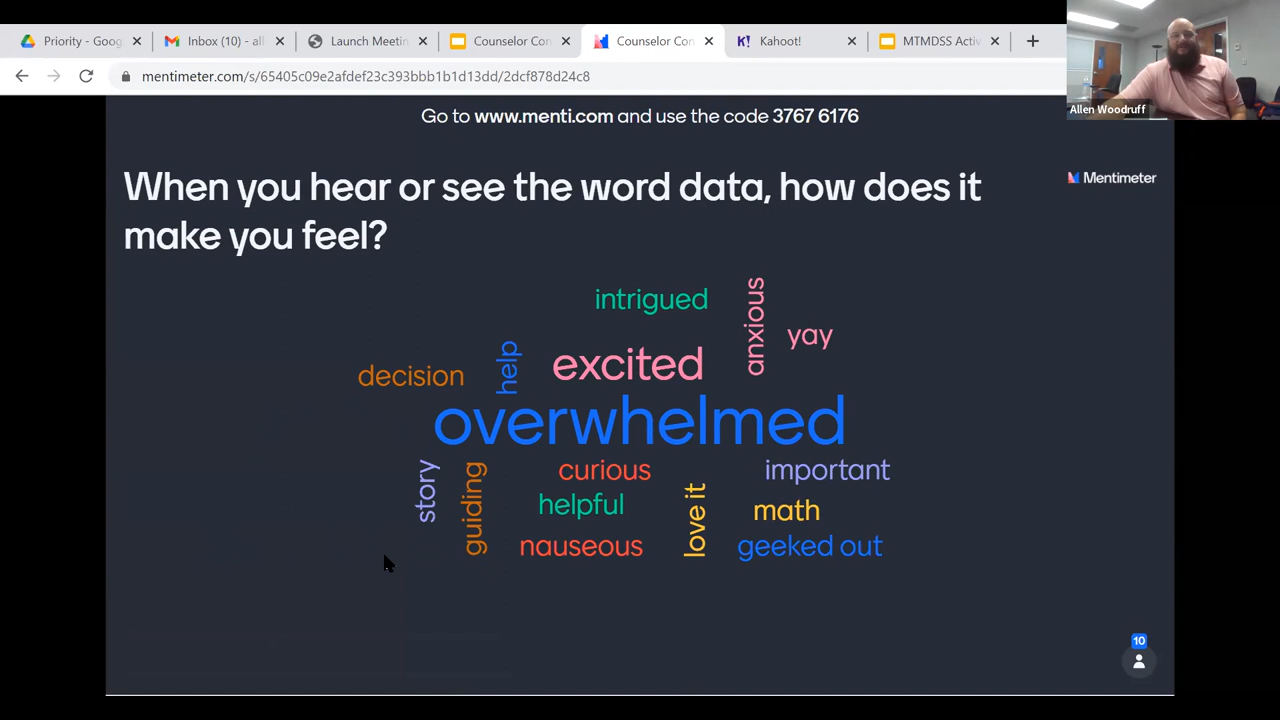 Priority - Goog
Inbox (10) - all
Launch Meetin
Counselor Con
Counselor Con
Kahoot!
MTMDSS Activ
mentimeter.com/s/65405c09e2afdef23c393bbb1b1d13dd/2dcf878d24c8
Allen Woodruff
Go to www.menti.com and use the code 3767 6176
When you hear or see the word data, how does it
make you feel?
Mentimeter
intrigued
anxious
yay
help
excited
decision
overwhelmed
story
guiding
curious
important
helpful
love it
math
nauseous
geeked out
10